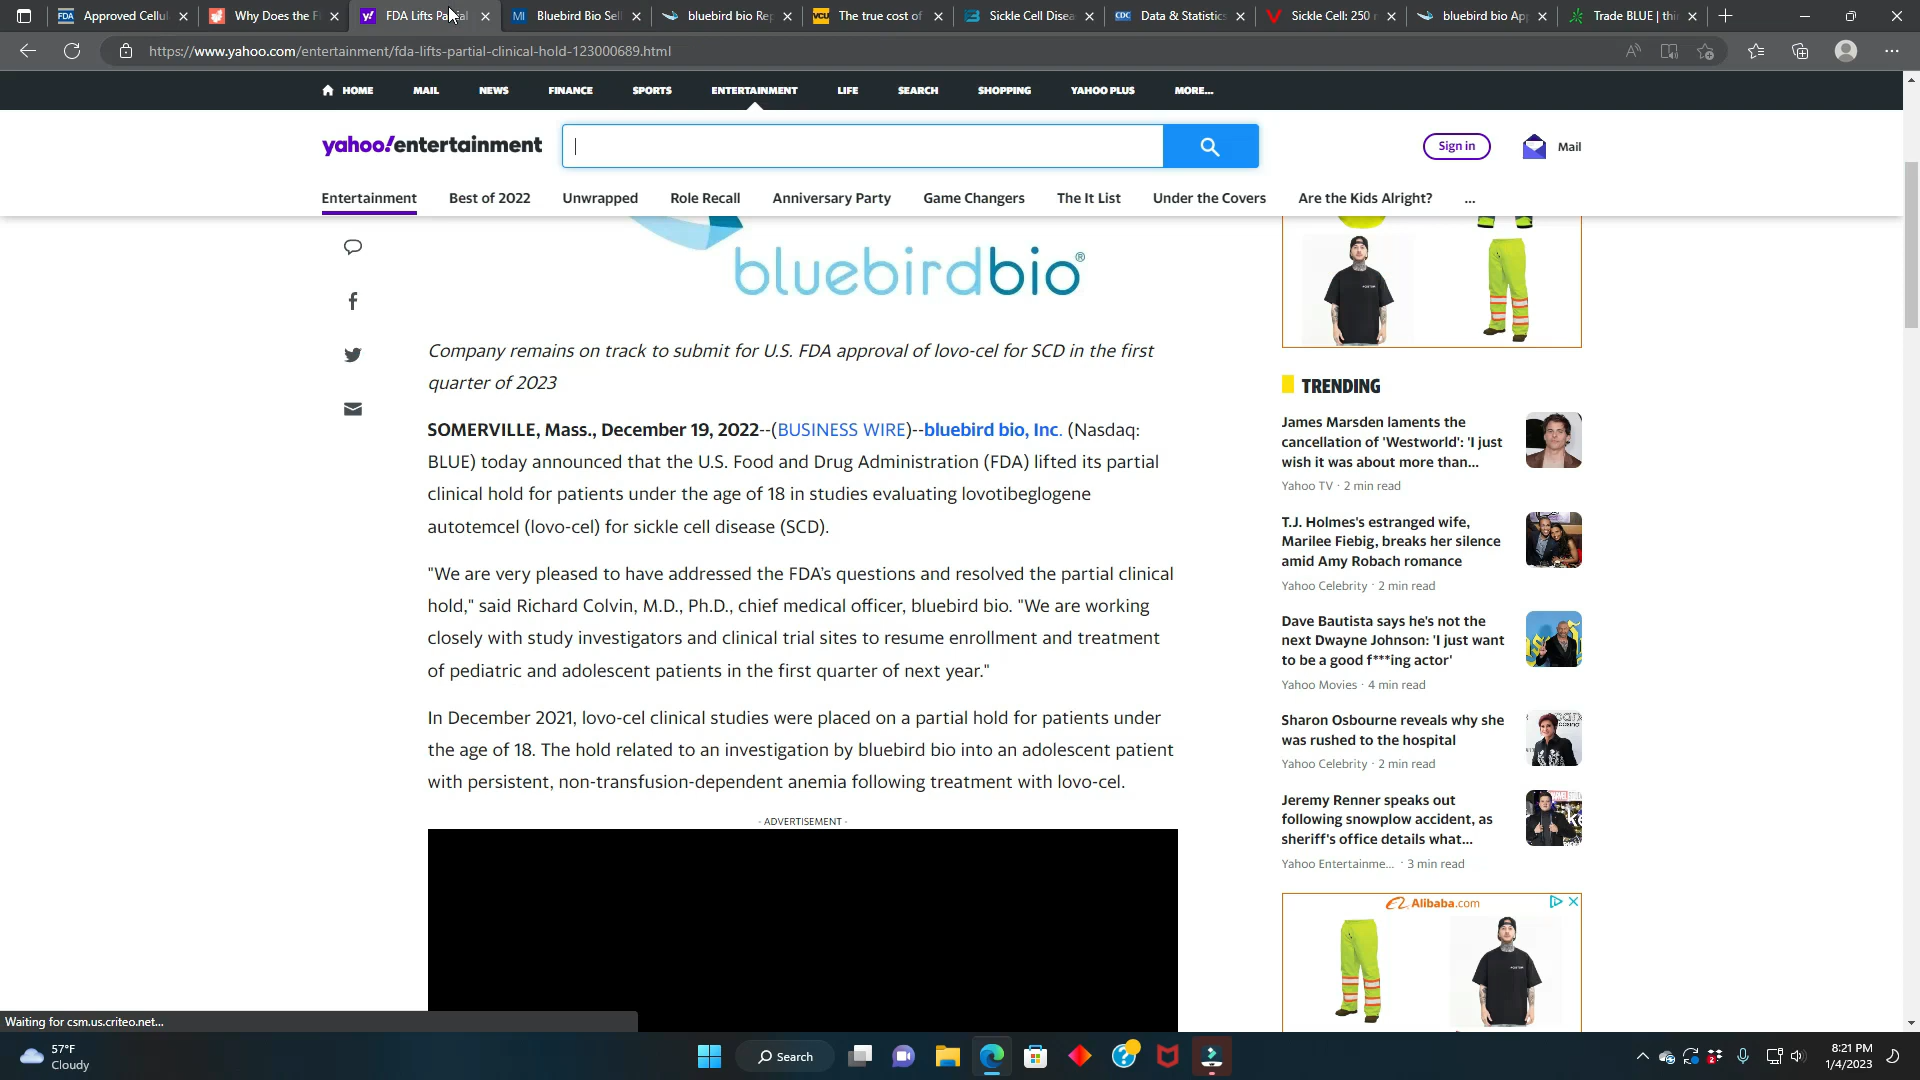 Approved Cellul
Why Does the F
FDA Lifts Partial
Bluebird Bio Sell
bluebird bio Rep
The true cost of
Sickle Cell Disea
Data & Statistics
Sickle Cell: 250
bluebird bio App
Trade BLUE | thi
https://www.yahoo.com/entertainment/fda-lifts-partial-clinical-hold-123000689.html
HOME MAIL NEWS FINANCE SPORTS ENTERTAINMENT LIFE SEARCH SHOPPING YAHOO PLUS MORE...
yahoo!entertainment
Sign in
Mail
Entertainment Best of 2022 Unwrapped Role Recall Anniversary Party Game Changers The It List Under the Covers Are the Kids Alright? ...
bluebirdbio®
Company remains on track to submit for U.S. FDA approval of lovo-cel for SCD in the first
quarter of 2023
SOMERVILLE, Mass., December 19, 2022--(BUSINESS WIRE)--bluebird bio, Inc. (Nasdaq:
BLUE) today announced that the U.S. Food and Drug Administration (FDA) lifted its partial
clinical hold for patients under the age of 18 in studies evaluating lovotibeglogene
autotemcel (lovo-cel) for sickle cell disease (SCD).
"We are very pleased to have addressed the FDA's questions and resolved the partial clinical
hold," said Richard Colvin, M.D., Ph.D., chief medical officer, bluebird bio. "We are working
closely with study investigators and clinical trial sites to resume enrollment and treatment
of pediatric and adolescent patients in the first quarter of next year."
In December 2021, lovo-cel clinical studies were placed on a partial hold for patients under
the age of 18. The hold related to an investigation by bluebird bio into an adolescent patient
with persistent, non-transfusion-dependent anemia following treatment with lovo-cel.
- ADVERTISEMENT -
TRENDING
James Marsden laments the
cancellation of 'Westworld': 'I just
wish it was about more than...
Yahoo TV · 2 min read
T.J. Holmes's estranged wife,
Marilee Fiebig, breaks her silence
amid Amy Robach romance
Yahoo Celebrity · 2 min read
Dave Bautista says he's not the
next Dwayne Johnson: 'I just want
to be a good f***ing actor'
Yahoo Movies · 4 min read
Sharon Osbourne reveals why she
was rushed to the hospital
Yahoo Celebrity · 2 min read
Jeremy Renner speaks out
following snowplow accident, as
sheriff's office details what...
Yahoo Entertainme... · 3 min read
Alibaba.com
Waiting for csm.us.criteo.net...
57°F
Cloudy
Search
8:21 PM
1/4/2023